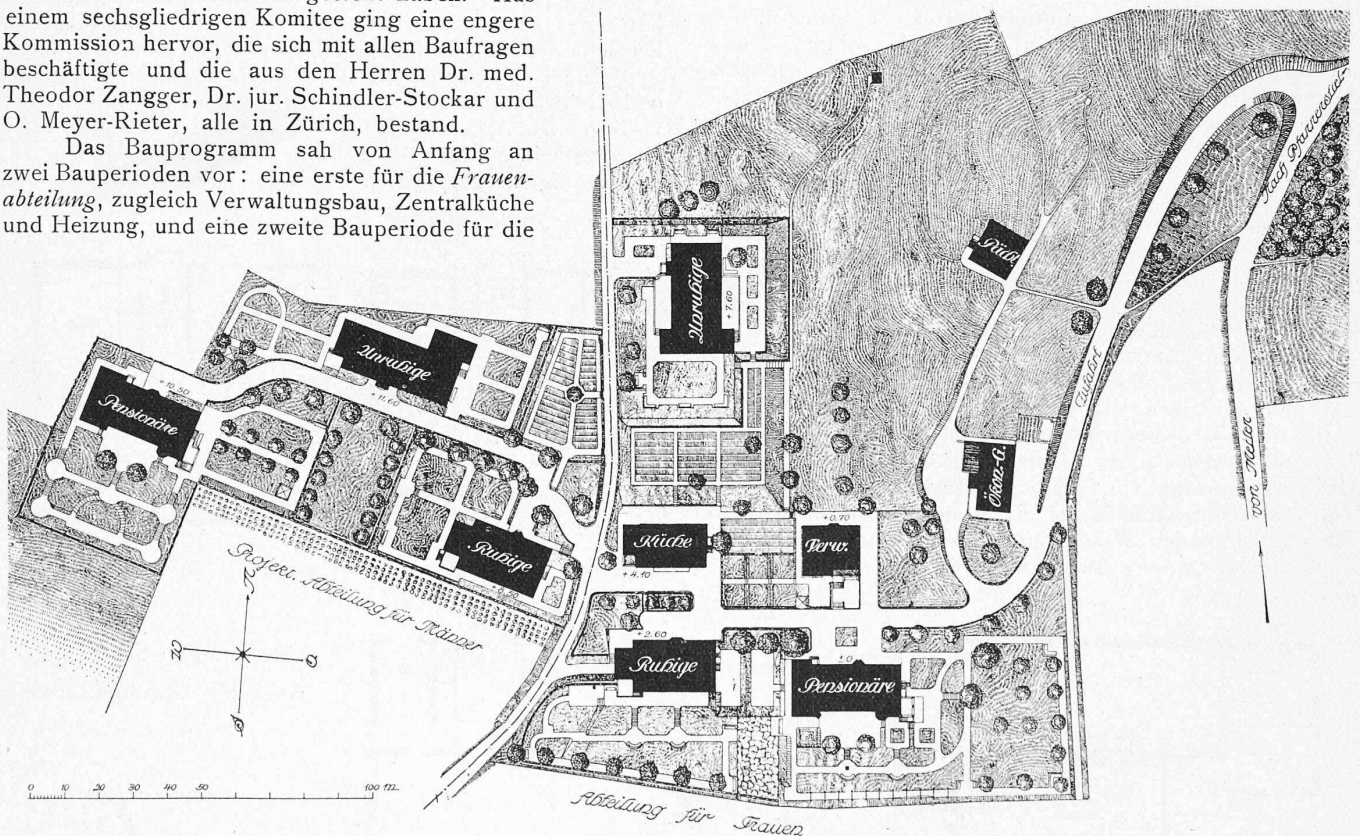 einem sechsgliedrigen Komitee ging eine engere
Kommission hervor, die sich mit allen Baufragen
beschäftigte und die aus den Herren Dr. med.
Theodor Zangger, Dr. jur. Schindler-Stockar und
O. Meyer-Rieter, alle in Zürich, bestand.
Das Bauprogramm sah von Anfang an
zwei Bauperioden vor: eine erste für die Frauen-
abteilung, zugleich Verwaltungsbau, Zentralküche
und Heizung, und eine zweite Bauperiode für die
Nach Pfannenstiel
Unruhige
+7.60
Zufahrt
von Meilen
Unruhige
+11.60
Pensionäre
+10.50
Ökon.-G.
Küche
+4.10
+0.70
Verw.
Ruhige
Projekt. Abteilung für Männer
N
W
O
S
+2.60
Ruhige
±0
Pensionäre
0 10 20 30 40 50 100 m.
Abteilung für Frauen